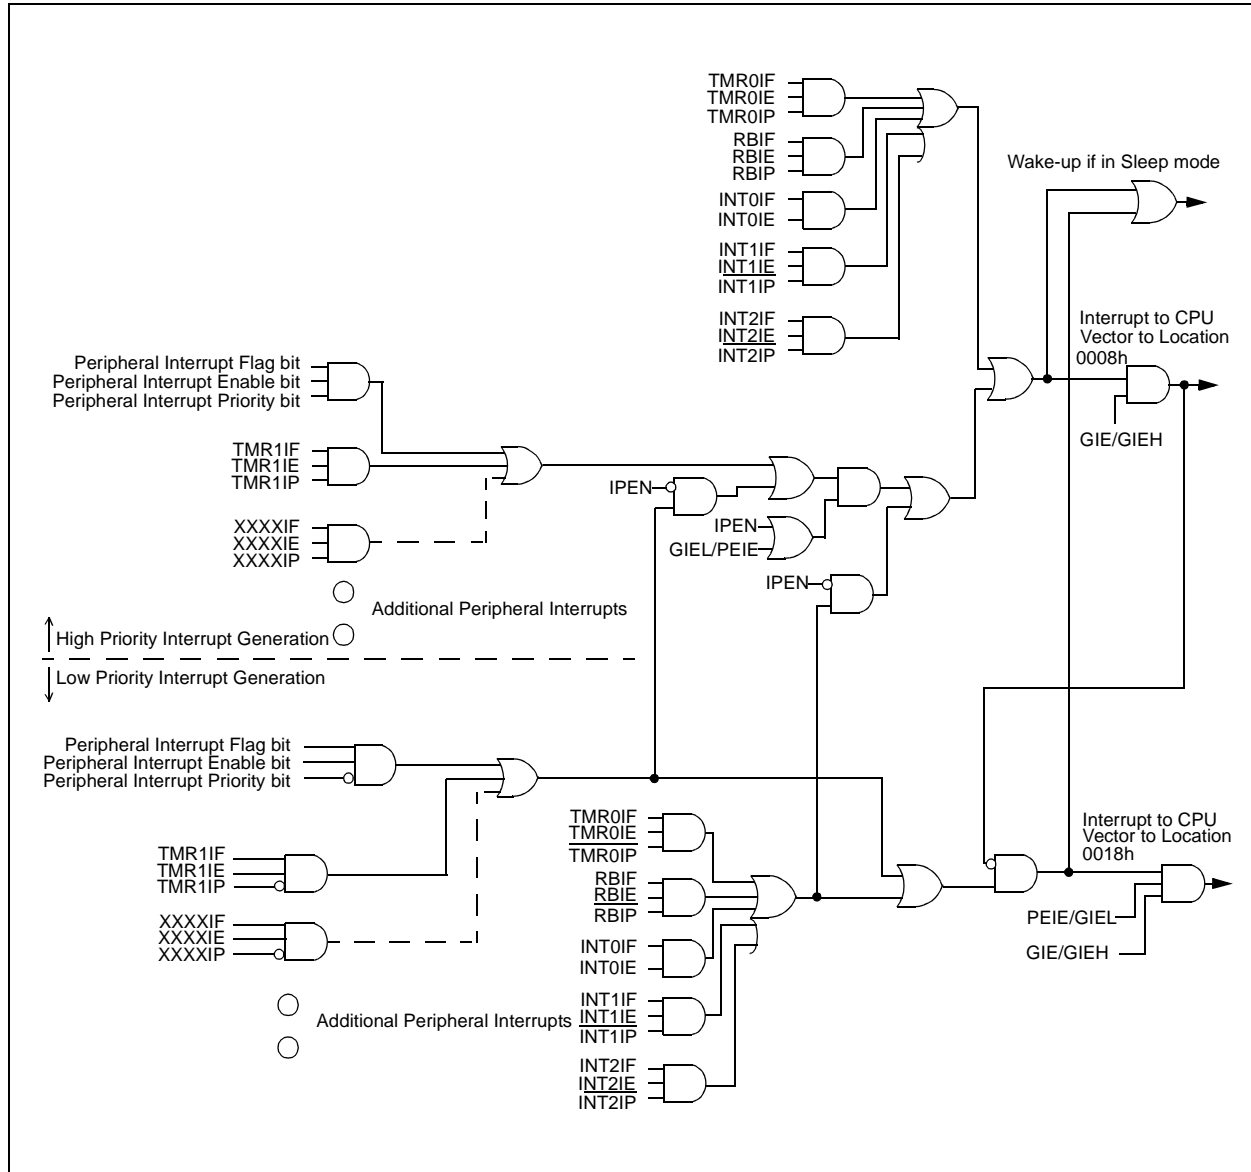 TMR0IF
TMR0IE
TMR0IP
RBIF
RBIE
RBIP
INT0IF
INT0IE
INT1IF
INT1IE
INT1IP
INT2IF
INT2IE
INT2IP
Wake-up if in Sleep mode
Interrupt to CPU
Vector to Location
0008h
GIE/GIEH
Peripheral Interrupt Flag bit
Peripheral Interrupt Enable bit
Peripheral Interrupt Priority bit
TMR1IF
TMR1IE
TMR1IP
XXXXIF
XXXXIE
XXXXIP
IPEN
IPEN
GIEL/PEIE
IPEN
Additional Peripheral Interrupts
High Priority Interrupt Generation
Low Priority Interrupt Generation
Peripheral Interrupt Flag bit
Peripheral Interrupt Enable bit
Peripheral Interrupt Priority bit
TMR1IF
TMR1IE
TMR1IP
XXXXIF
XXXXIE
XXXXIP
Additional Peripheral Interrupts
TMR0IF
TMR0IE
TMR0IP
RBIF
RBIE
RBIP
INT0IF
INT0IE
INT1IF
INT1IE
INT1IP
INT2IF
INT2IE
INT2IP
Interrupt to CPU
Vector to Location
0018h
PEIE/GIEL
GIE/GIEH